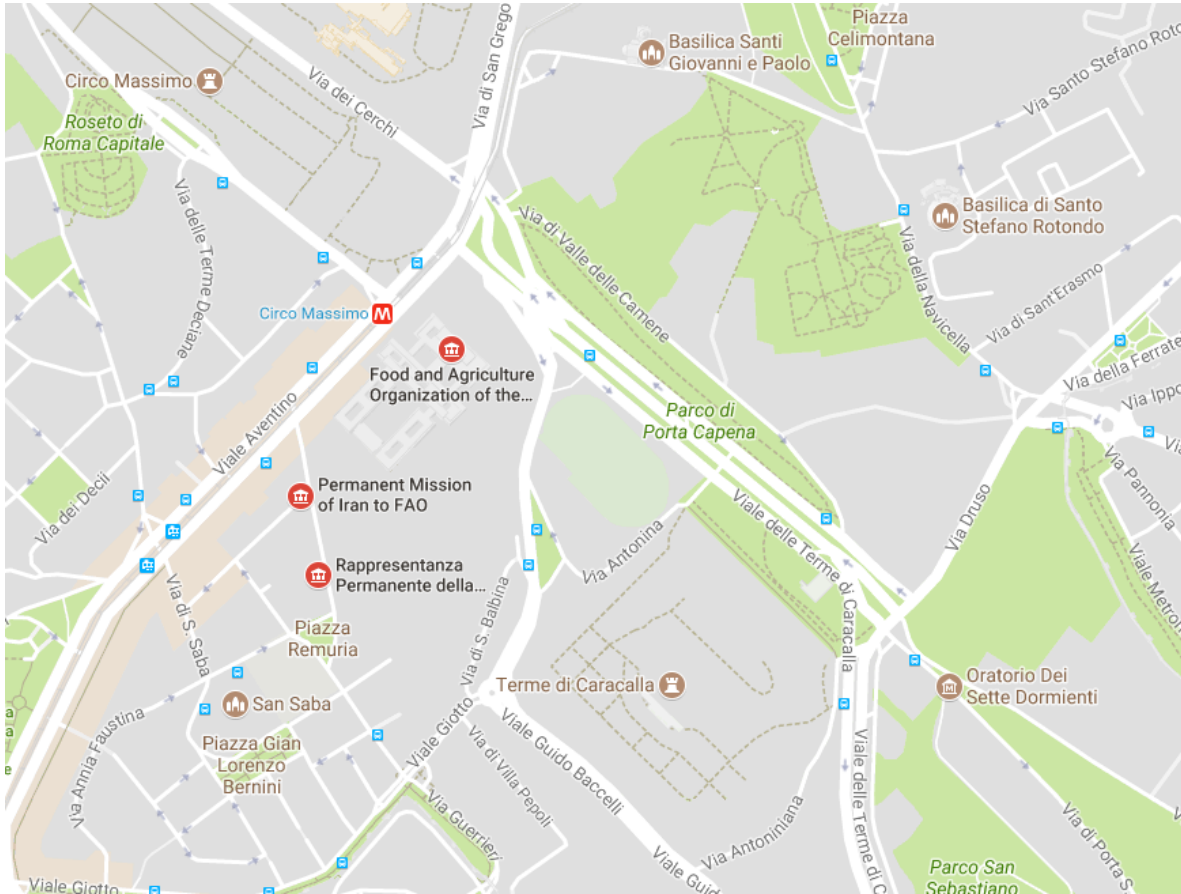 Piazza
Celimontana
Via di San Grego
Basilica Santi
Giovanni e Paolo
Circo Massimo
Via dei Cerchi
Via Santo Stefano Roto
Roseto di
Roma Capitale
Via delle Terme Deciane
Basilica di Santo
Stefano Rotondo
Via di Valle delle Camene
Via della Navicella
Via di Sant'Erasmo
Circo Massimo
M
Food and Agriculture
Organization of the...
Via della Ferrate
Via Ippo
Viale Aventino
Parco di
Porta Capena
Via
Via Pannonia
Via dei Decii
Permanent Mission
of Iran to FAO
Viale delle Terme di Caracalla
Via Druso
Via Antonina
Viale Metron
Rappresentanza
Permanente della...
Via di S. Saba
Via di S. Balbina
Piazza
Remuria
Terme di Caracalla
Oratorio Dei
Sette Dormienti
San Saba
Via Annia Faustina
Piazza Gian
Lorenzo
Bernini
Viale Giotto
Viale Guido Baccelli
Via di Villa Pepoli
Viale delle Terme di C
Via Guerrieri
Via Antoniniana
Via di Porta S.
Viale Guid
Parco San
Sebastiano
Viale Giotto